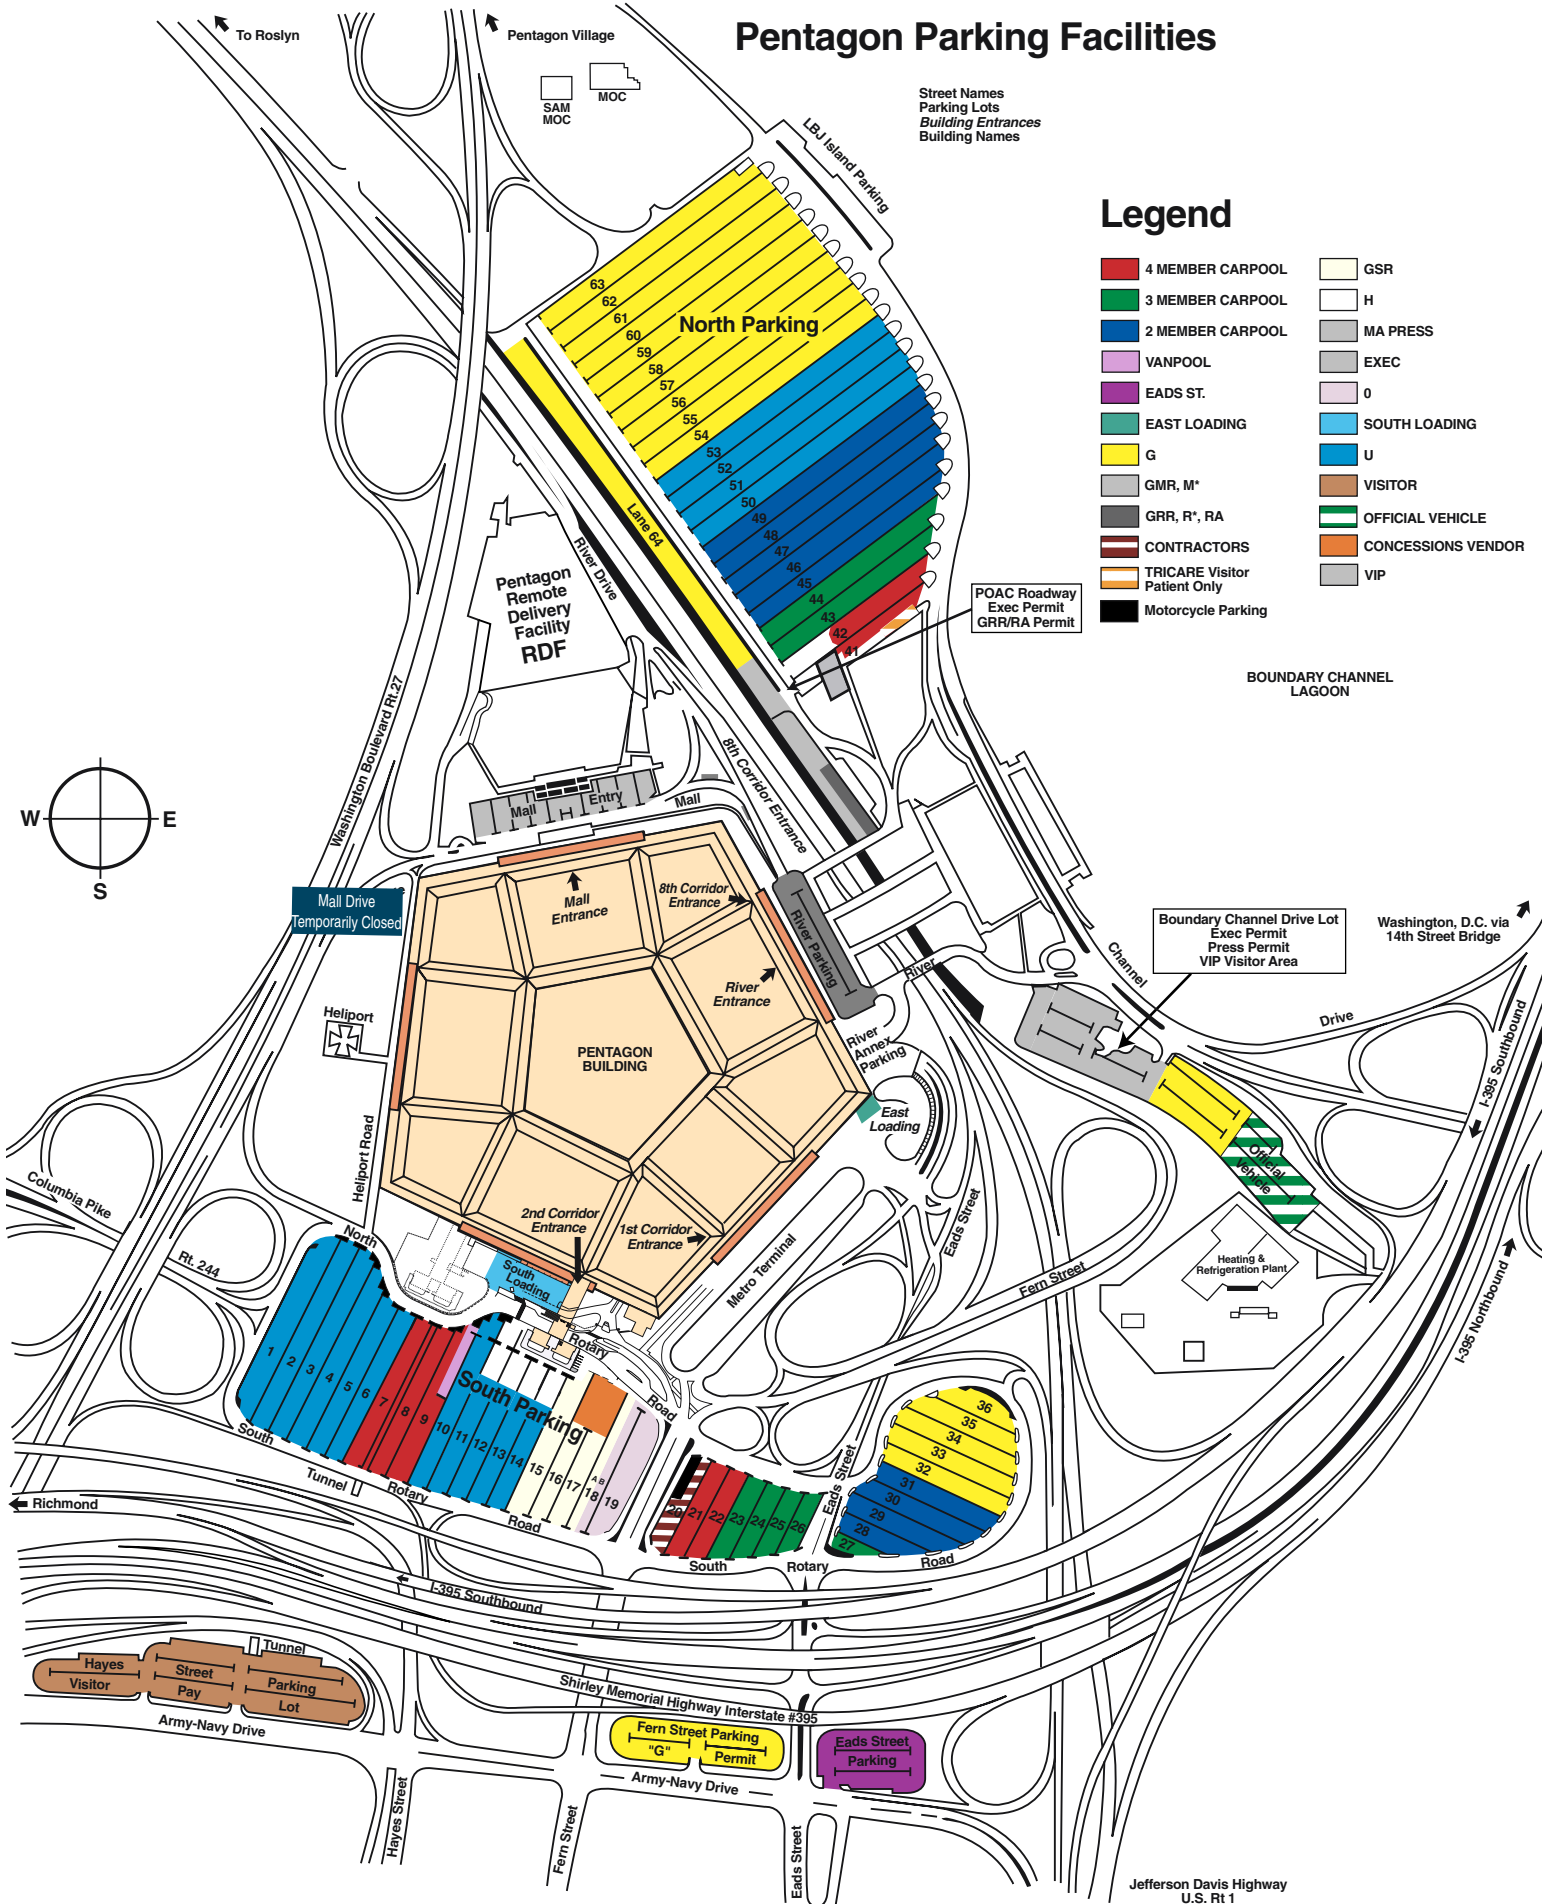 Pentagon Parking Facilities
To Roslyn
Pentagon Village
SAM
MOC
MOC
Street Names
Parking Lots
Building Entrances
Building Names
LBJ Island Parking
Legend
4 MEMBER CARPOOL
3 MEMBER CARPOOL
2 MEMBER CARPOOL
VANPOOL
EADS ST.
EAST LOADING
G
GMR, M*
GRR, R*, RA
CONTRACTORS
TRICARE Visitor
Patient Only
Motorcycle Parking
GSR
H
MA PRESS
EXEC
0
SOUTH LOADING
U
VISITOR
OFFICIAL VEHICLE
CONCESSIONS VENDOR
VIP
North Parking
63
62
61
60
59
58
57
56
55
54
53
52
51
50
49
48
47
46
45
44
43
42
41
Lane 64
River Drive
Pentagon
Remote
Delivery
Facility
RDF
POAC Roadway
Exec Permit
GRR/RA Permit
BOUNDARY CHANNEL
LAGOON
Washington Boulevard Rt.27
8th Corridor Entrance
W
E
S
Mall
Entry
Mall
Mall Drive
Temporarily Closed
Mall
Entrance
8th Corridor
Entrance
River Parking
River
Entrance
River
PENTAGON
BUILDING
Heliport
Heliport Road
River
Annex
Parking
East
Loading
Boundary Channel Drive Lot
Exec Permit
Press Permit
VIP Visitor Area
Washington, D.C. via
14th Street Bridge
Channel
Drive
I-395 Southbound
Official
Vehicle
Heating &
Refrigeration Plant
I-395 Northbound
Columbia Pike
Rt. 244
North
2nd Corridor
Entrance
1st Corridor
Entrance
South
Loading
Rotary
Road
Metro Terminal
Eads Street
Fern Street
South Parking
1
2
3
4
5
6
7
8
9
10
11
12
13
14
15
16
17
A B
18
19
20
21
22
23
24
25
26
27
28
29
30
31
32
33
34
35
36
South
Tunnel
Rotary
Road
Richmond
Eads Street
South
Rotary
Road
I-395 Southbound
Tunnel
Hayes
Street
Parking
Visitor
Pay
Lot
Army-Navy Drive
Shirley Memorial Highway Interstate #395
Fern Street Parking
"G"
Permit
Eads Street
Parking
Army-Navy Drive
Hayes Street
Fern Street
Eads Street
Jefferson Davis Highway
U.S. Rt 1